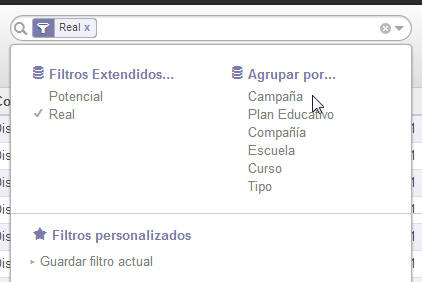 Real x
Filtros Extendidos...
Potencial
Real
Agrupar por...
Campaña
Plan Educativo
Compañía
Escuela
Curso
Tipo
Filtros personalizados
Guardar filtro actual